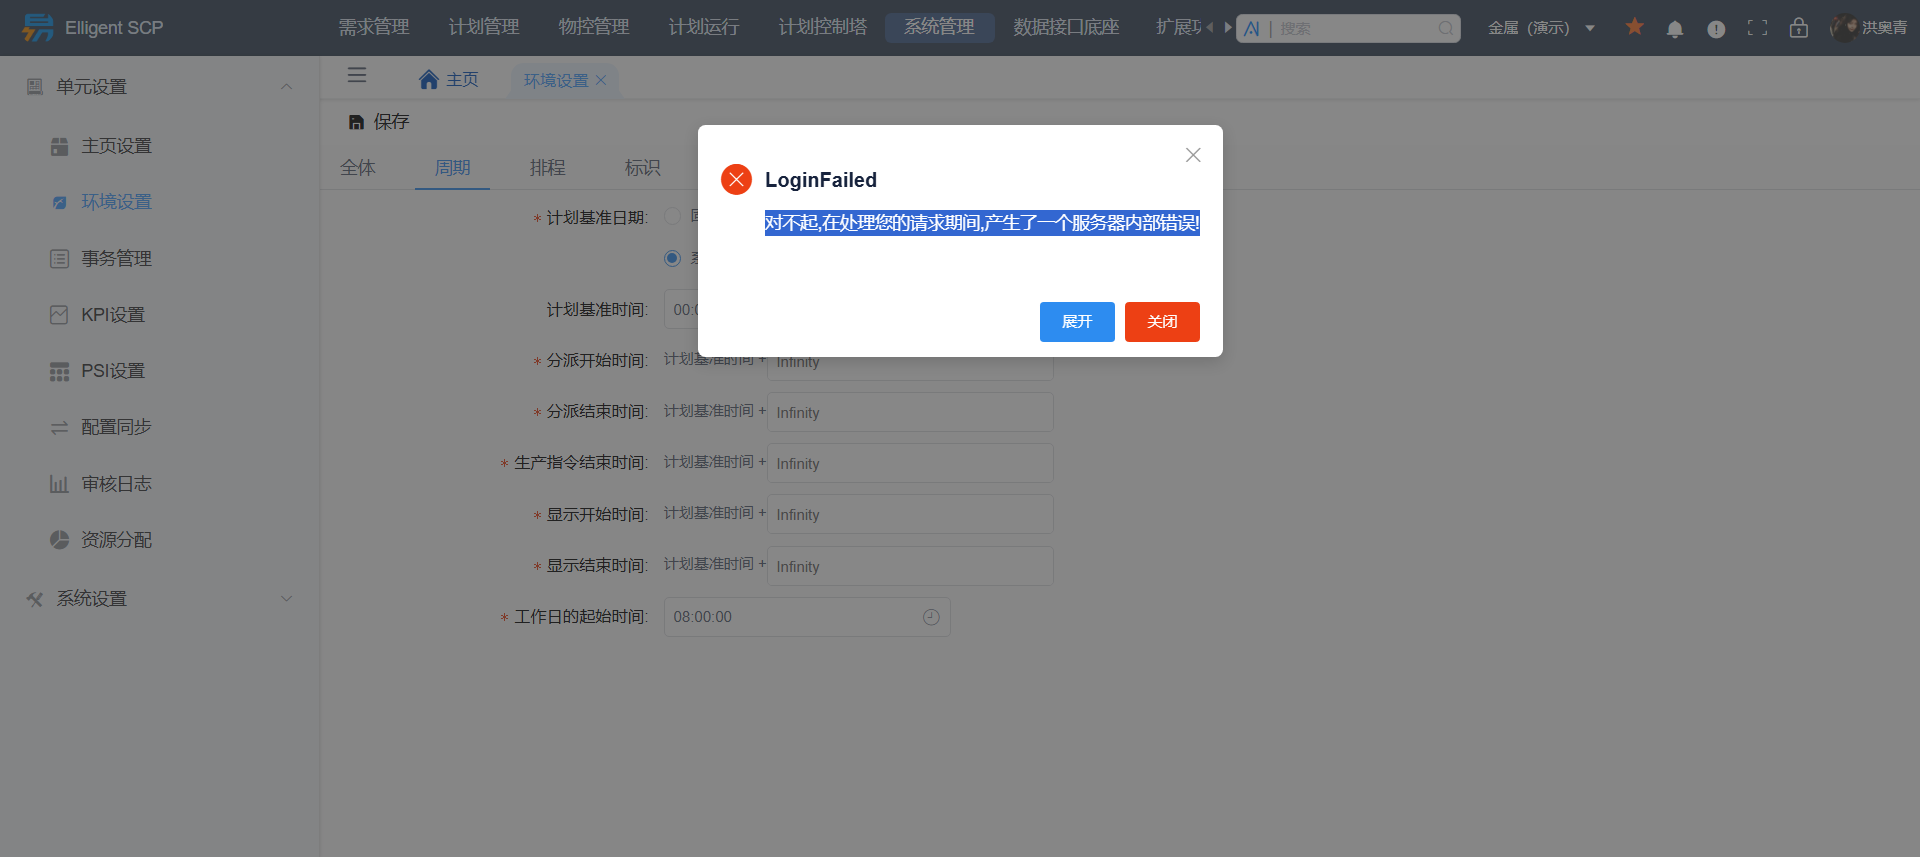 Elligent SCP
需求管理
计划管理
物控管理
计划运行
计划控制塔
系统管理
数据接口底座
扩展
AI
搜索
金属 (演示)
洪奥青
单元设置
主页设置
环境设置
事务管理
KPI设置
PSI设置
配置同步
审核日志
资源分配
系统设置
主页
环境设置
保存
全体
周期
排程
标识
LoginFailed
对不起,在处理您的请求期间,产生了一个服务器内部错误!
展开
关闭
* 计划基准日期:
计划基准时间:
00:0
* 分派开始时间:
计划基准时间 +
Infinity
* 分派结束时间:
计划基准时间 +
Infinity
* 生产指令结束时间:
计划基准时间 +
Infinity
* 显示开始时间:
计划基准时间 +
Infinity
* 显示结束时间:
计划基准时间 +
Infinity
* 工作日的起始时间:
08:00:00